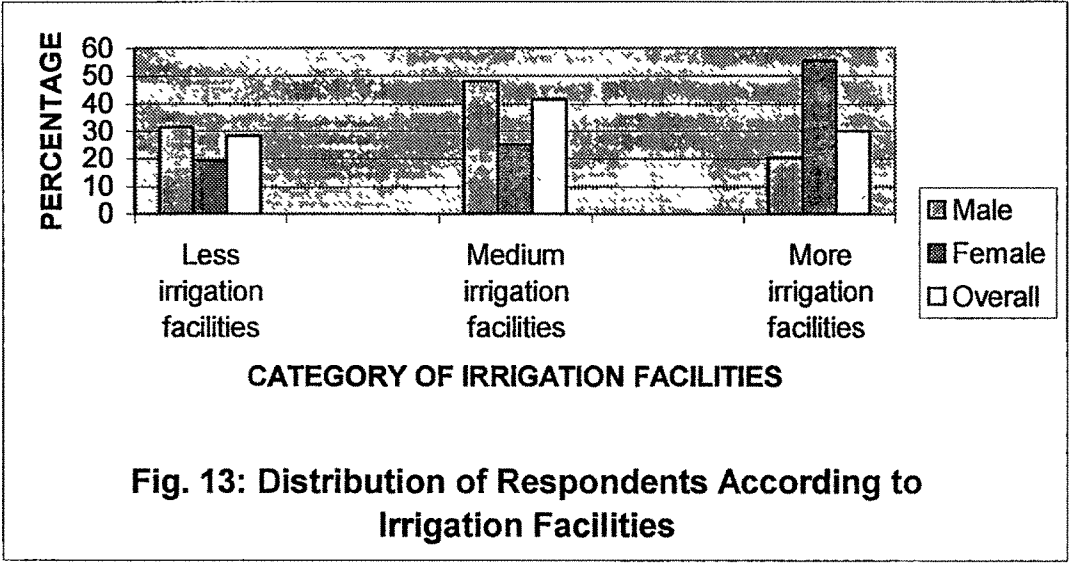 PERCENTAGE
60
50
40
30
20
10
0
Less
irrigation
facilities
Medium
irrigation
facilities
More
irrigation
facilities
Male
Female
Overall
CATEGORY OF IRRIGATION FACILITIES
Fig. 13: Distribution of Respondents According to
Irrigation Facilities